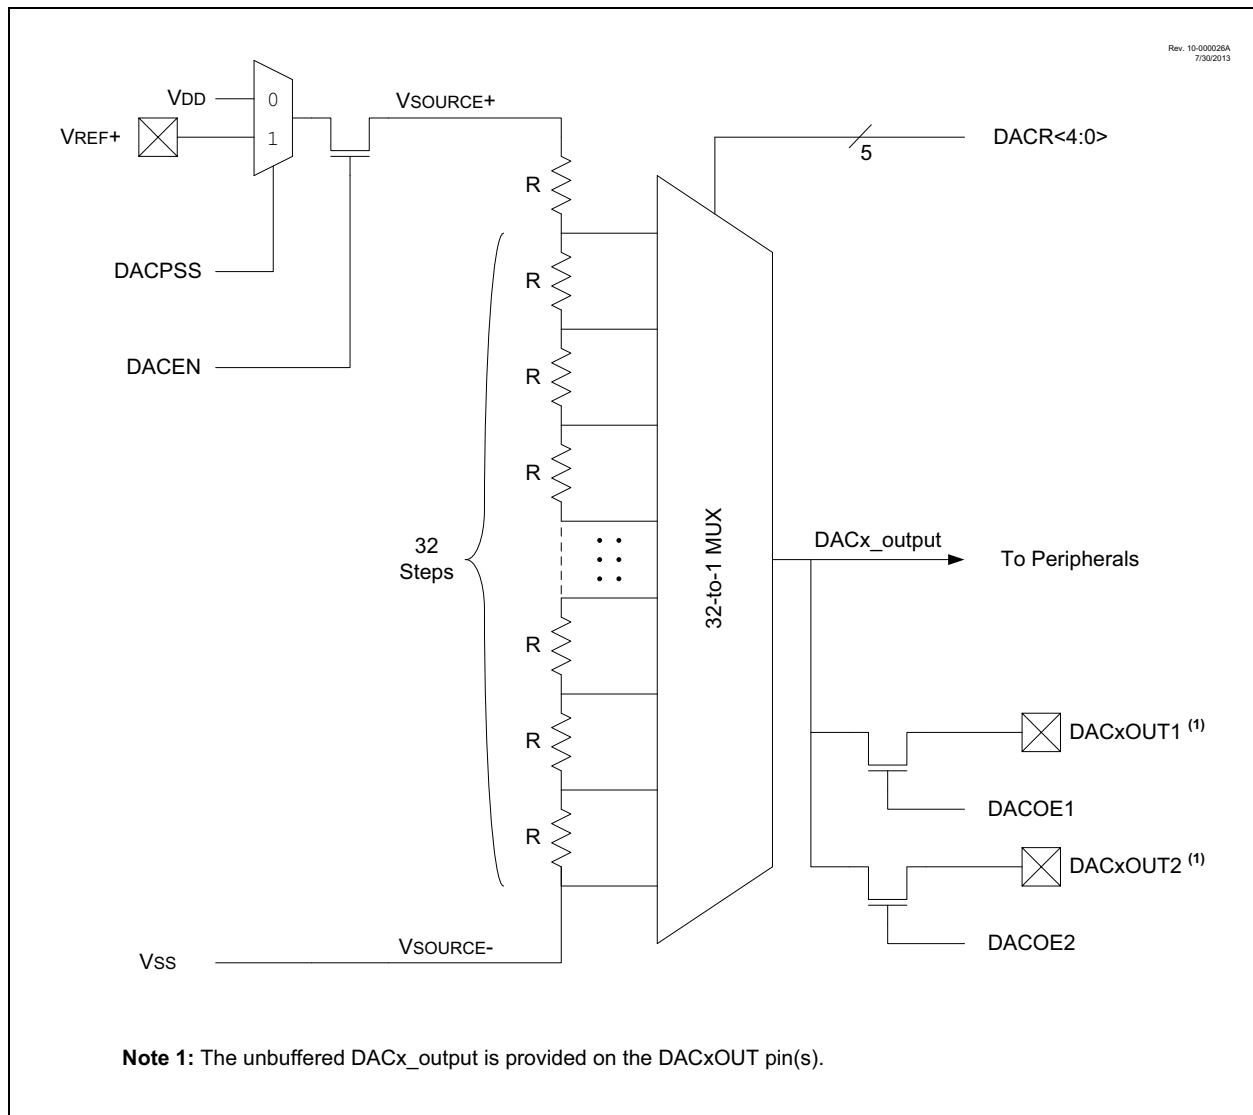 Rev. 10-000026A
7/30/2013
VDD
0
VSOURCE+
VREF+
1
DACR<4:0>
5
R
DACPSS
R
DACEN
R
R
32
Steps
32-to-1 MUX
DACx_output
To Peripherals
R
R
DACxOUT1 (1)
DACOE1
R
DACxOUT2 (1)
DACOE2
VSOURCE-
VSS
Note 1: The unbuffered DACx_output is provided on the DACxOUT pin(s).